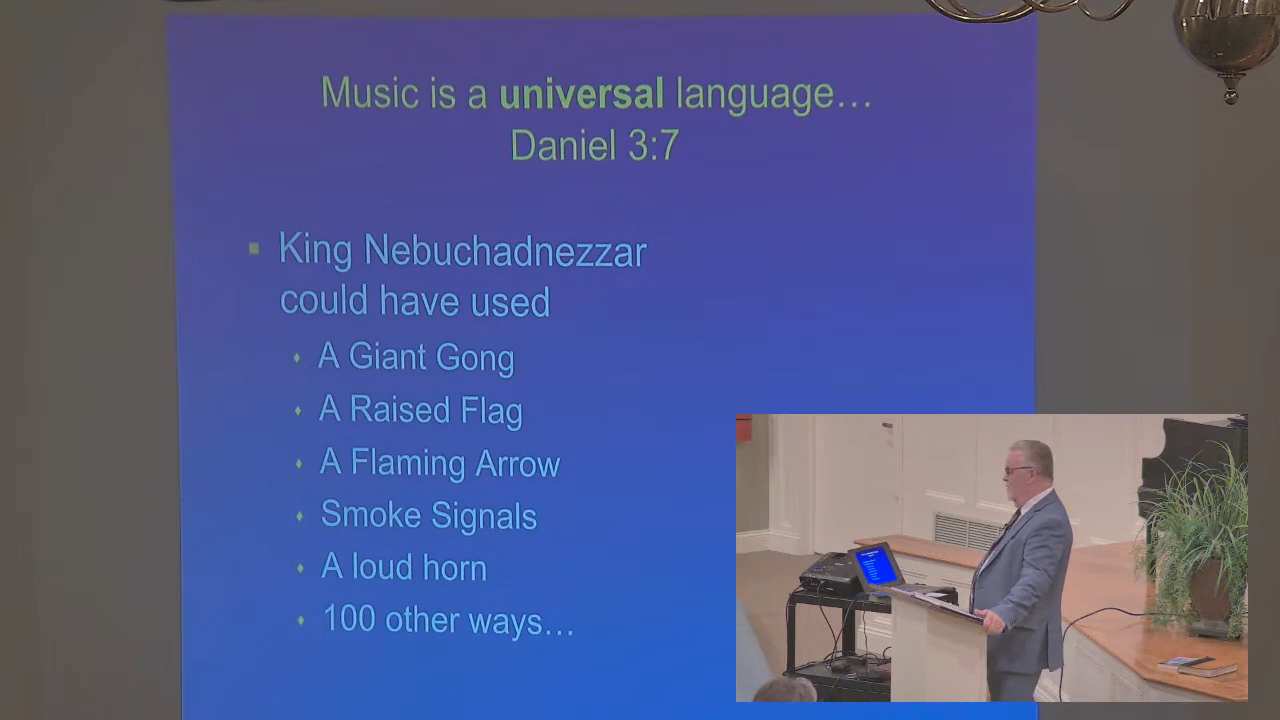 Music is a universal language…
Daniel 3:7
King Nebuchadnezzar
could have used
A Giant Gong
A Raised Flag
A Flaming Arrow
Smoke Signals
A loud horn
100 other ways…